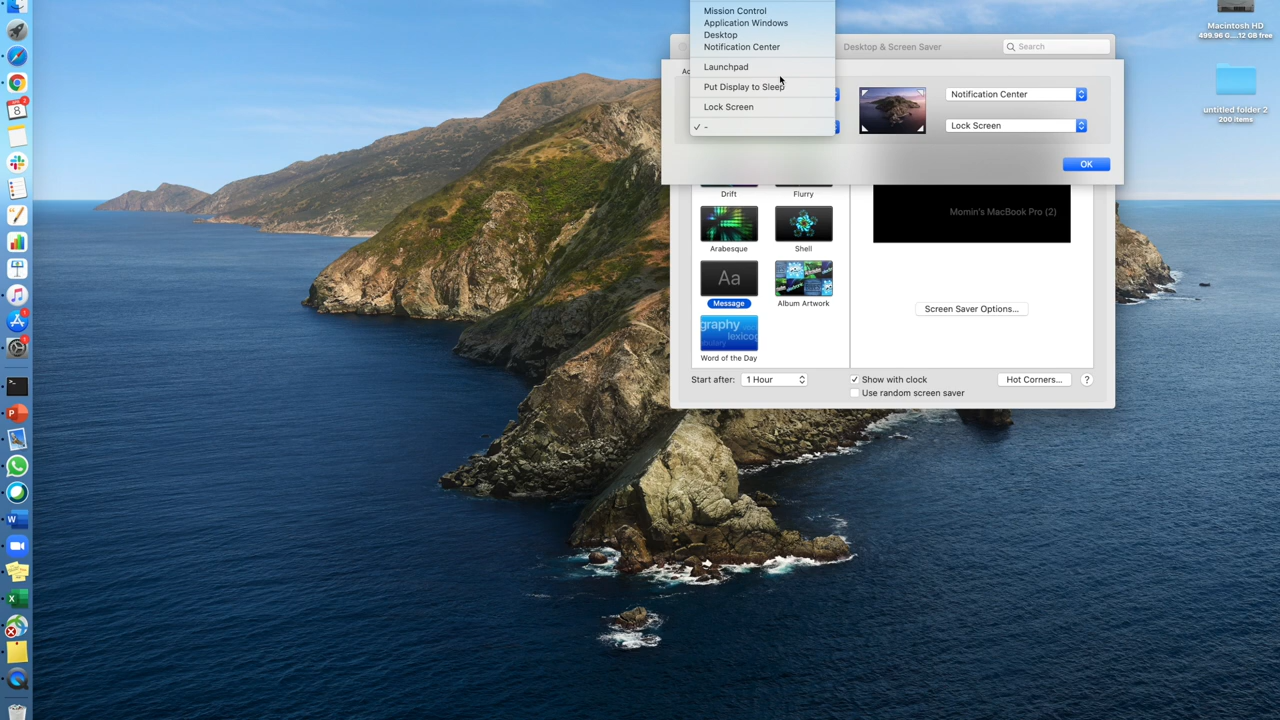 Mission Control
Application Windows
Desktop
Notification Center
Launchpad
Put Display to Sleep
Lock Screen
-
Desktop & Screen Saver
Search
Notification Center
Lock Screen
OK
Drift
Flurry
Arabesque
Shell
Aa
Message
Album Artwork
Word of the Day
Momin's MacBook Pro (2)
Screen Saver Options...
Start after:
1 Hour
Show with clock
Use random screen saver
Hot Corners...
?
Macintosh HD
499.96 G....12 GB free
untitled folder 2
200 items
8